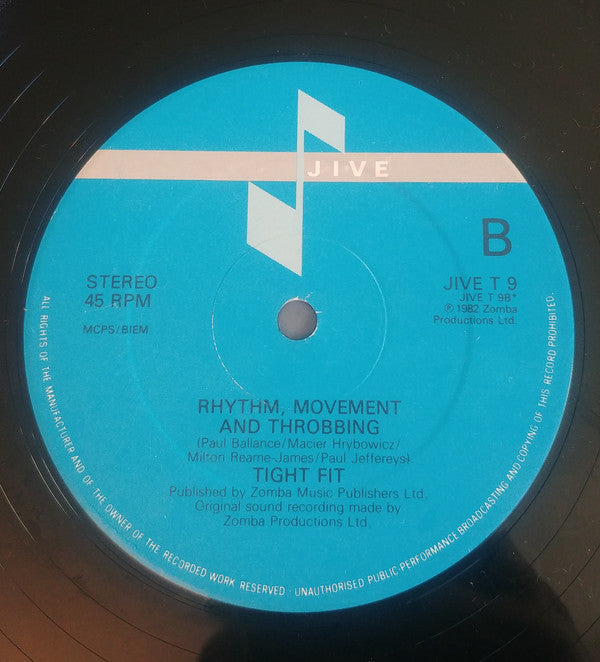 JIVE
B
STEREO
45 RPM
MCPS/BIEM
JIVE T 9
JIVE T 9B*
℗ 1982 Zomba
Productions Ltd.
RHYTHM, MOVEMENT
AND THROBBING
(Paul Ballance/Macier Hrybowicz/
Milton Reame-James/Paul Jeffereys)
TIGHT FIT
Published by Zomba Music Publishers Ltd.
Original sound recording made by
Zomba Productions Ltd.
ALL RIGHTS OF THE MANUFACTURER AND OF THE OWNER OF THE RECORDED WORK RESERVED · UNAUTHORISED PUBLIC PERFORMANCE BROADCASTING AND COPYING OF THIS RECORD PROHIBITED.